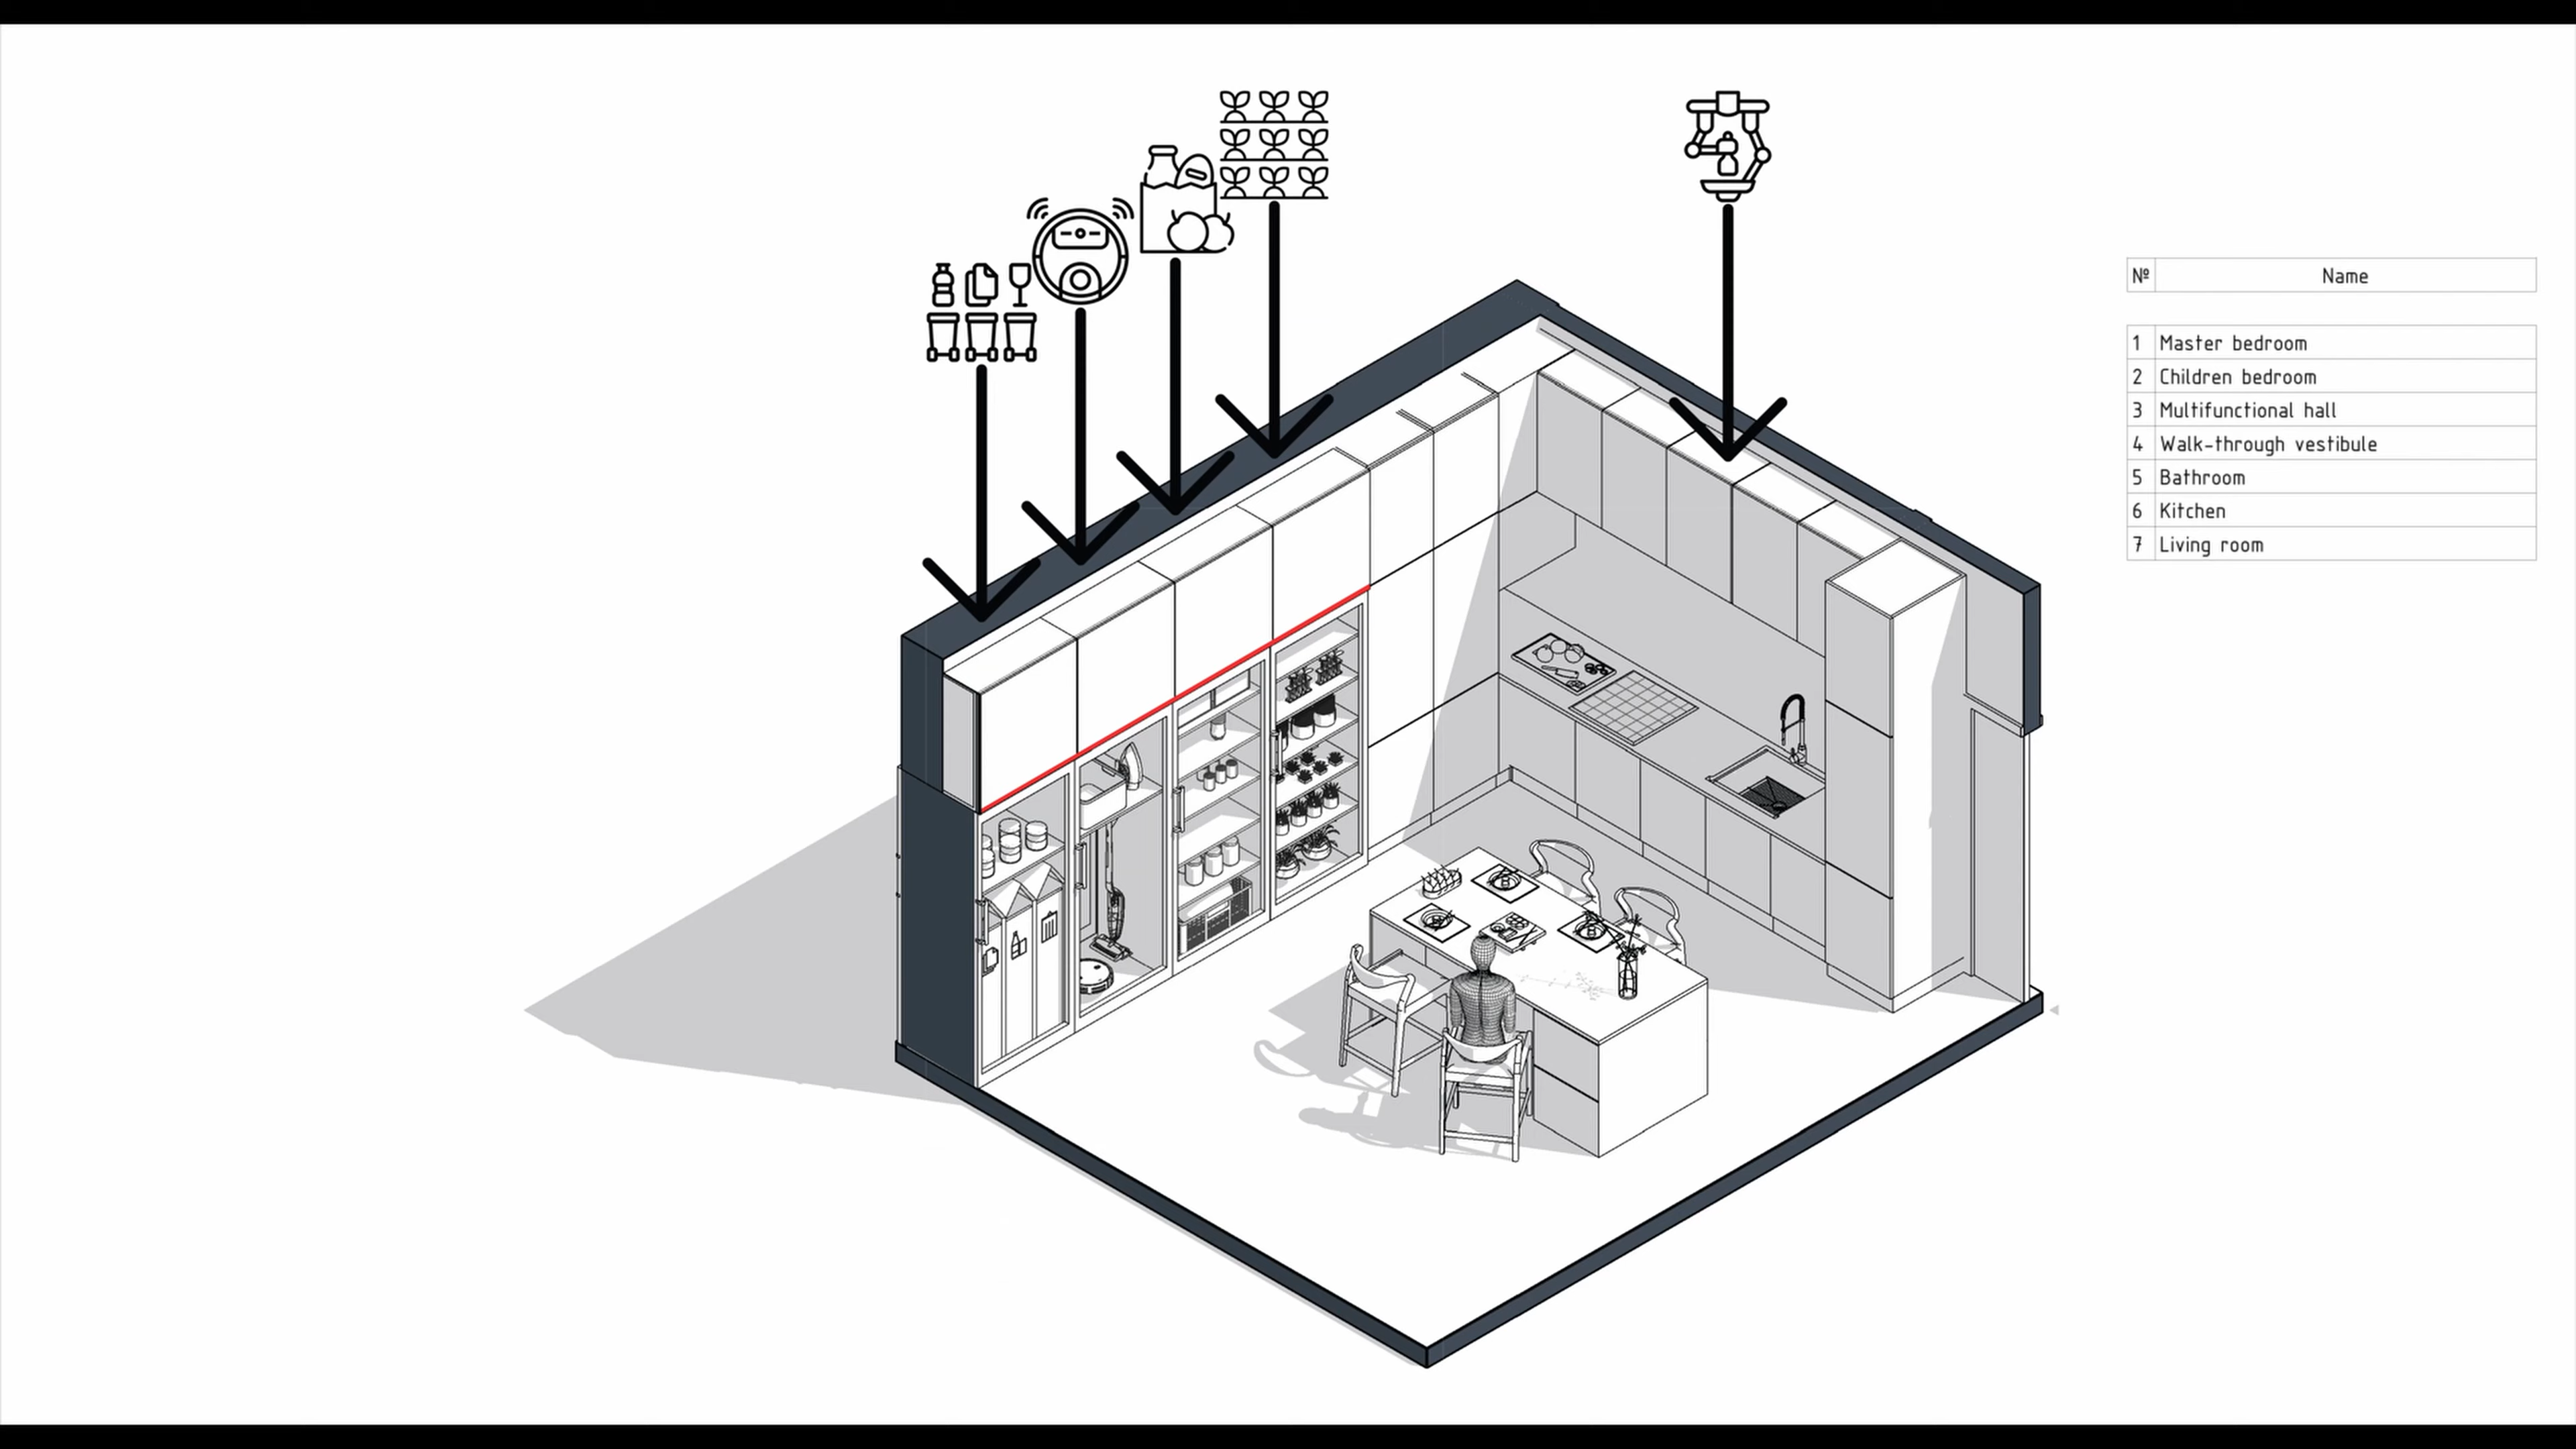 № Name
1 Master bedroom
2 Children bedroom
3 Multifunctional hall
4 Walk-through vestibule
5 Bathroom
6 Kitchen
7 Living room